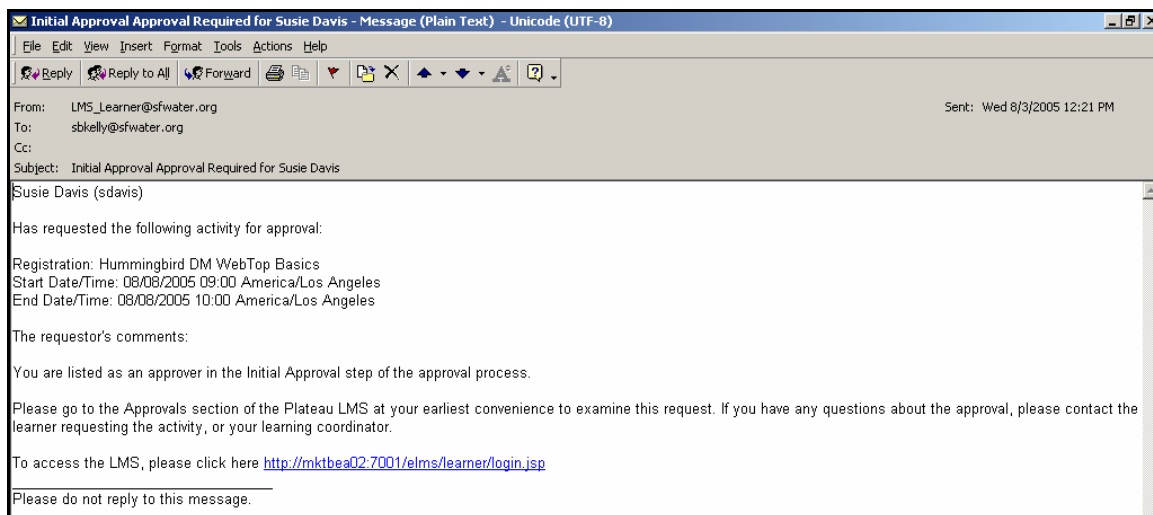 Initial Approval Approval Required for Susie Davis - Message (Plain Text) - Unicode (UTF-8)
File Edit View Insert Format Tools Actions Help
Reply Reply to All Forward
From: LMS_Learner@sfwater.org Sent: Wed 8/3/2005 12:21 PM
To: sbkelly@sfwater.org
Cc:
Subject: Initial Approval Approval Required for Susie Davis
Susie Davis (sdavis)
Has requested the following activity for approval:
Registration: Hummingbird DM WebTop Basics
Start Date/Time: 08/08/2005 09:00 America/Los Angeles
End Date/Time: 08/08/2005 10:00 America/Los Angeles
The requestor's comments:
You are listed as an approver in the Initial Approval step of the approval process.
Please go to the Approvals section of the Plateau LMS at your earliest convenience to examine this request. If you have any questions about the approval, please contact the
learner requesting the activity, or your learning coordinator.
To access the LMS, please click here http://mktbea02:7001/elms/learner/login.jsp
Please do not reply to this message.